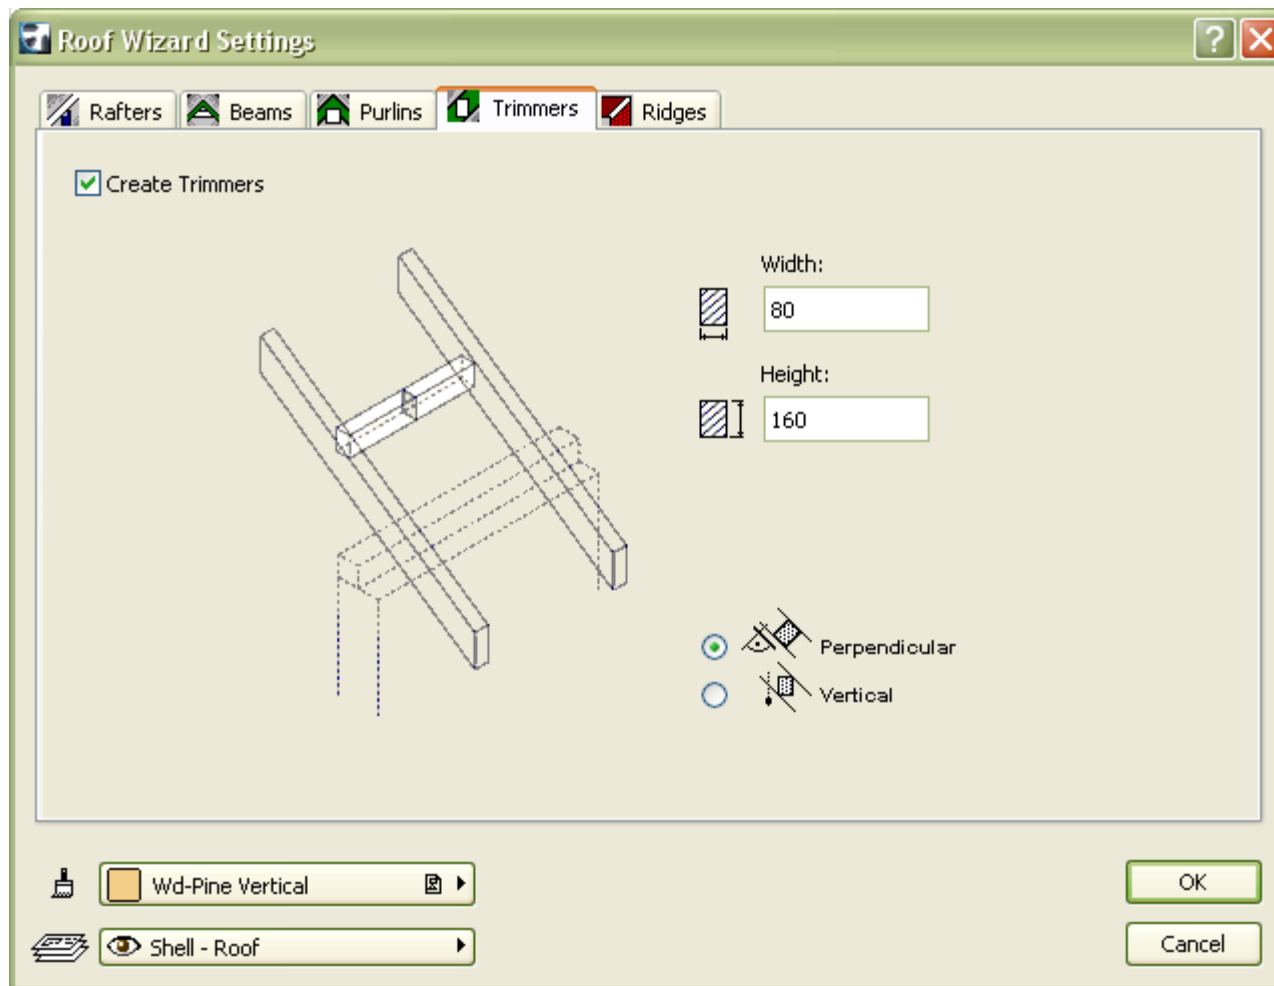 Roof Wizard Settings
Rafters Beams Purlins Trimmers Ridges
Create Trimmers
Width:
80
Height:
160
Perpendicular
Vertical
Wd-Pine Vertical
OK
Shell - Roof
Cancel